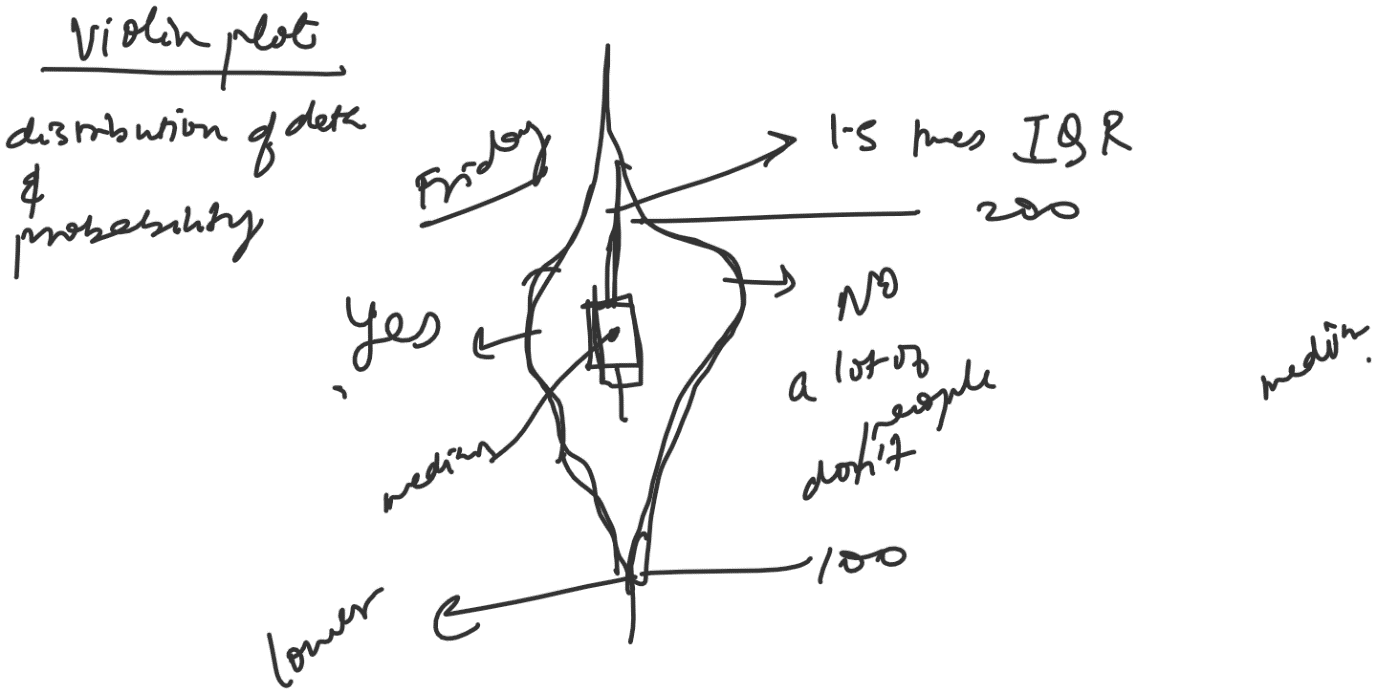 Violin plot
distribution of data
&
probability
Friday
1.5 times IQR
200
Yes
NO
a lot of
people
don't
median
median
100
lower